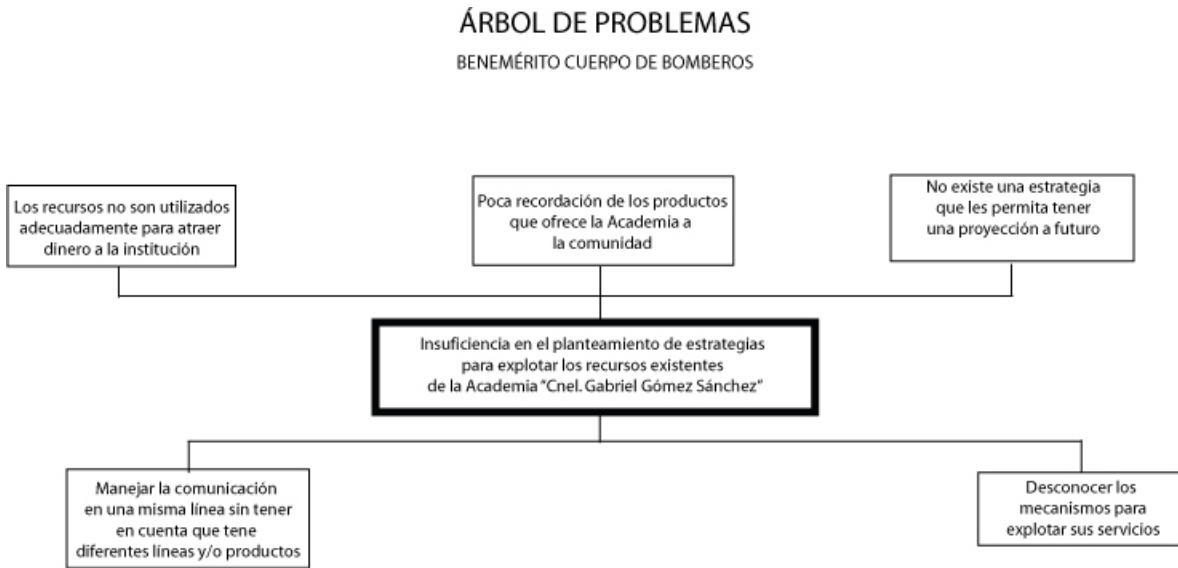 ÁRBOL DE PROBLEMAS
BENEMÉRITO CUERPO DE BOMBEROS
Los recursos no son utilizados
adecuadamente para atraer
dinero a la institución
Poca recordación de los productos
que ofrece la Academia a
la comunidad
No existe una estrategia
que les permita tener
una proyección a futuro
Insuficiencia en el planteamiento de estrategias
para explotar los recursos existentes
de la Academia "Cnel. Gabriel Gómez Sánchez"
Manejar la comunicación
en una misma línea sin tener
en cuenta que tene
diferentes líneas y/o productos
Desconocer los
mecanismos para
explotar sus servicios